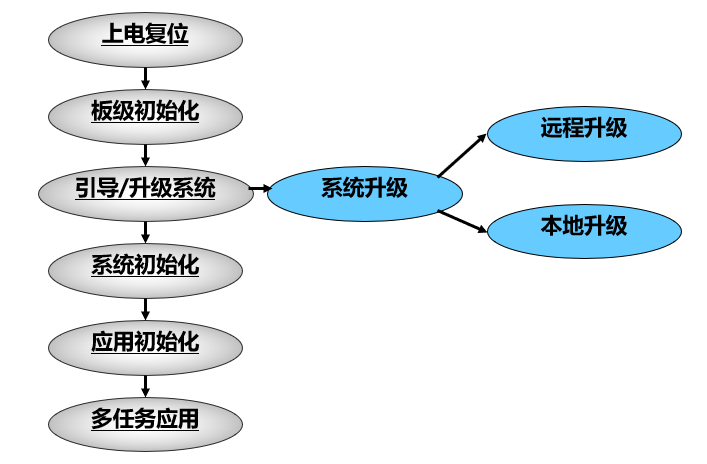 上电复位
板级初始化
引导/升级系统
系统初始化
应用初始化
多任务应用
系统升级
远程升级
本地升级